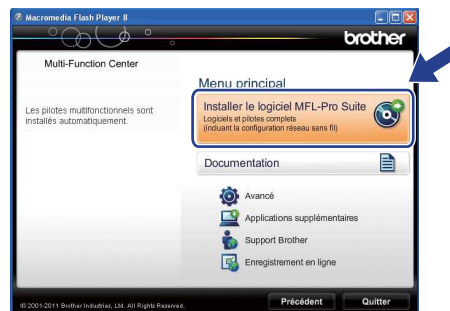 Macromedia Flash Player 8
brother
Multi-Function Center
Menu principal
Les pilotes multifonctionnels sont
installés automatiquement.
Installer le logiciel MFL-Pro Suite
Logiciels et pilotes complets
(incluant la configuration réseau sans fil)
Documentation
Avancé
Applications supplémentaires
Support Brother
Enregistrement en ligne
© 2001-2011 Brother Industries, Ltd. All Rights Reserved.
Précédent
Quitter